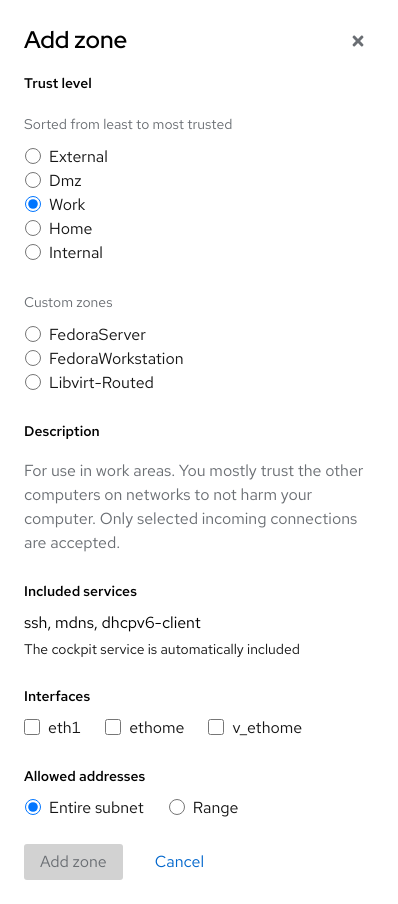 Add zone
Trust level
Sorted from least to most trusted
External
Dmz
Work
Home
Internal
Custom zones
FedoraServer
FedoraWorkstation
Libvirt-Routed
Description
For use in work areas. You mostly trust the other
computers on networks to not harm your
computer. Only selected incoming connections
are accepted.
Included services
ssh, mdns, dhcpv6-client
The cockpit service is automatically included
Interfaces
eth1 ethome v_ethome
Allowed addresses
Entire subnet Range
Add zone Cancel